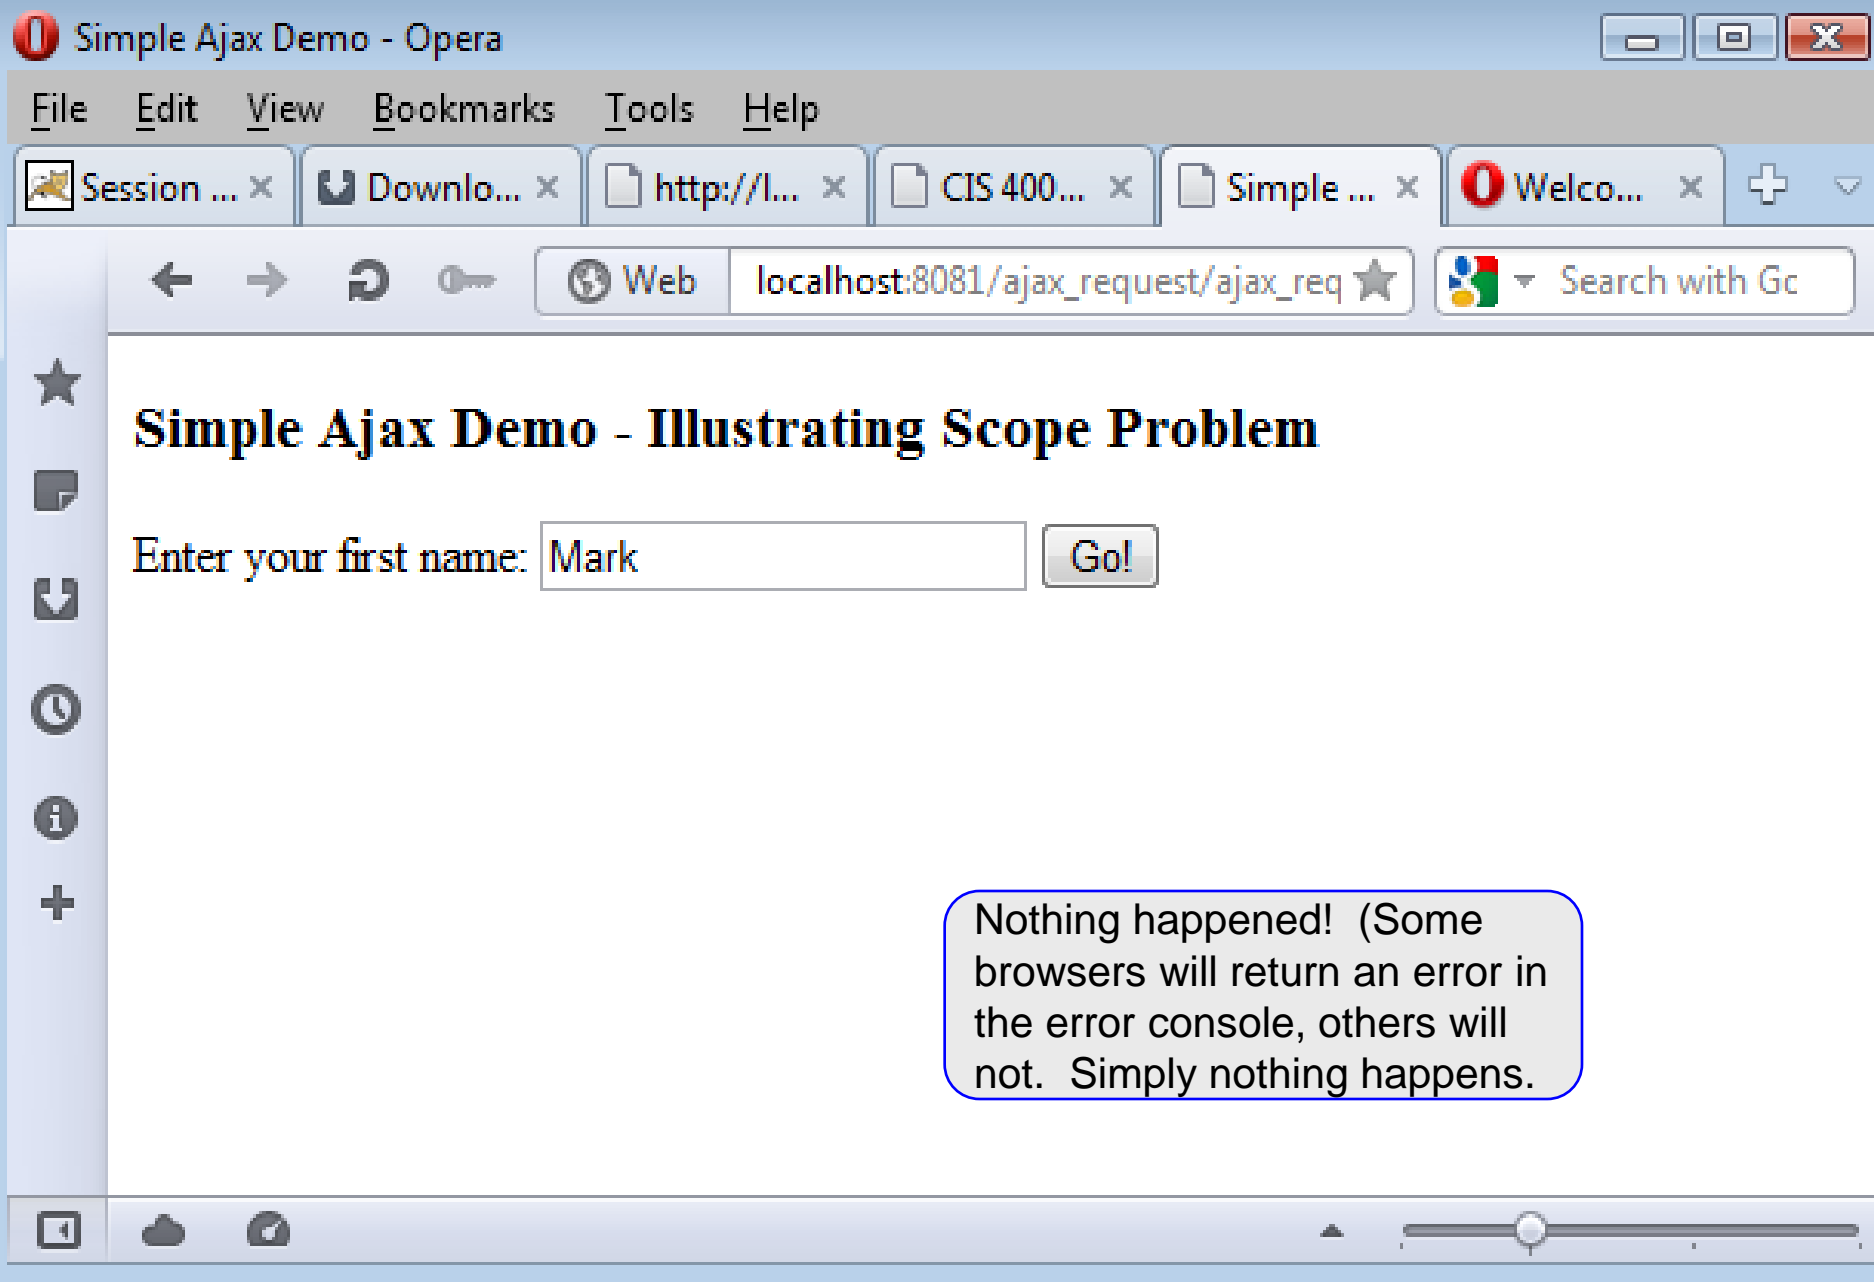 Simple Ajax Demo - Opera
File Edit View Bookmarks Tools Help
Session ... Downlo... http://l... CIS 400... Simple ... Welco...
Web localhost:8081/ajax_request/ajax_req Search with Gc
Simple Ajax Demo - Illustrating Scope Problem
Enter your first name: Mark Go!
Nothing happened!  (Some
browsers will return an error in
the error console, others will
not.  Simply nothing happens.